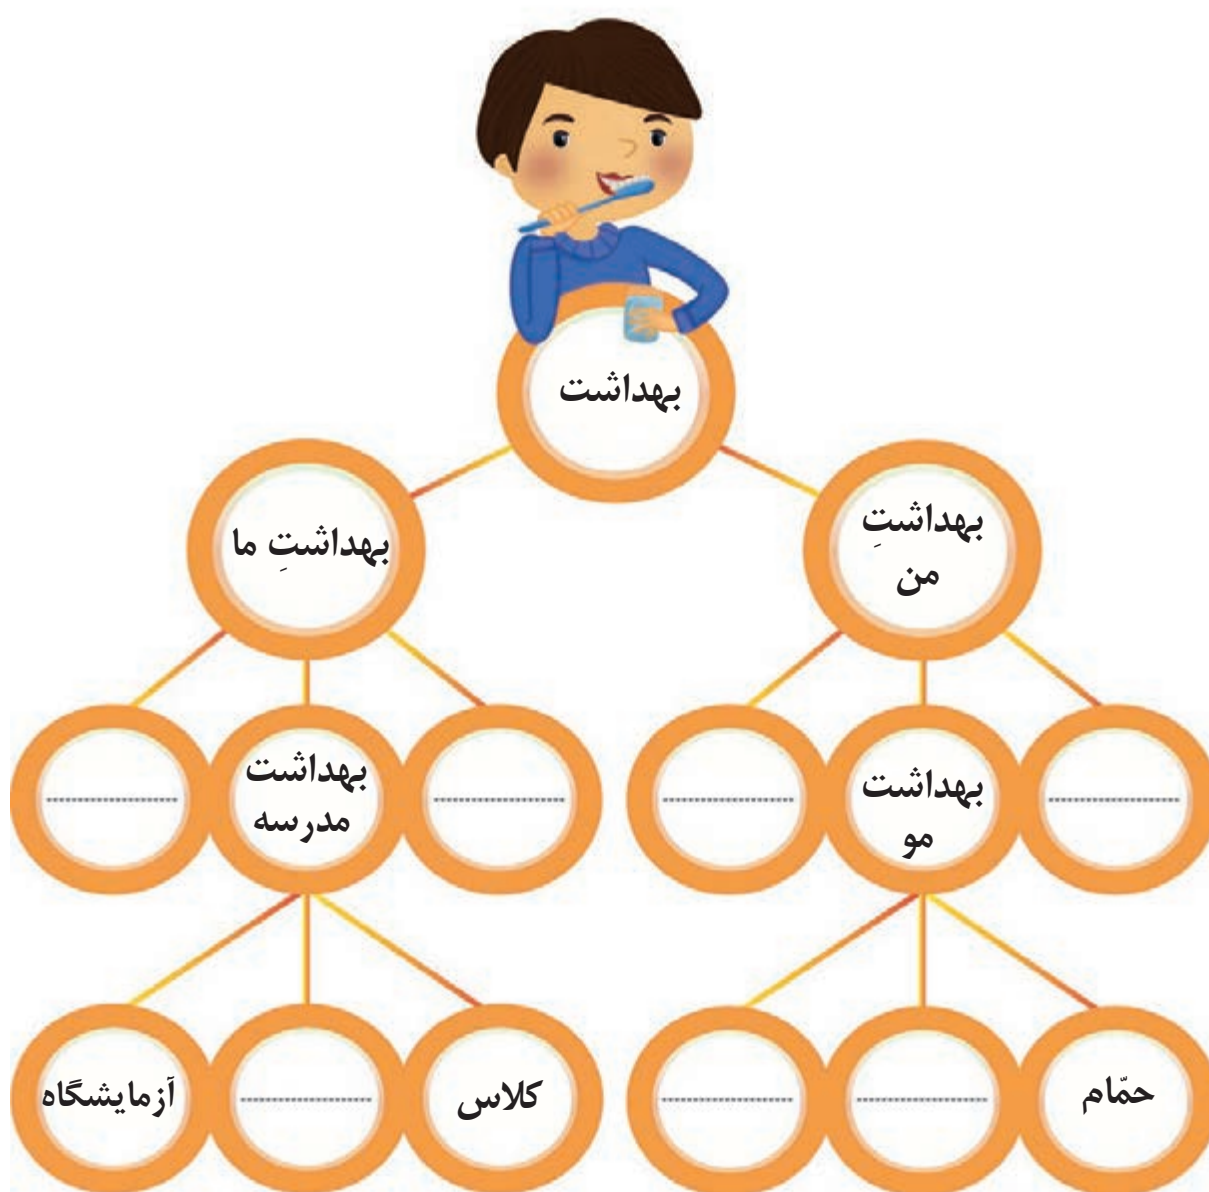 بهداشت
بهداشتِ
من
بهداشتِ ما
بهداشت
مو
بهداشت
مدرسه
حمّام
کلاس
آزمایشگاه